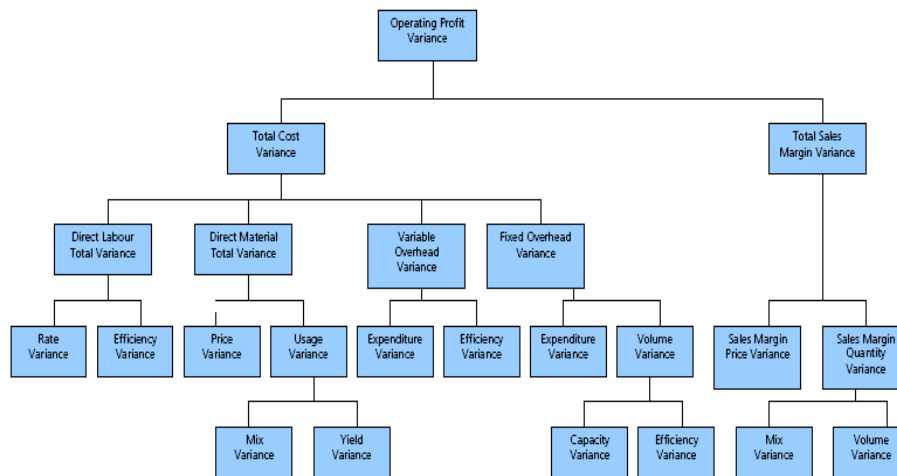 Operating Profit
Variance
Total Cost
Variance
Total Sales
Margin Variance
Direct Labour
Total Variance
Direct Material
Total Variance
Variable
Overhead
Variance
Fixed Overhead
Variance
Rate
Variance
Efficiency
Variance
Price
Variance
Usage
Variance
Expenditure
Variance
Efficiency
Variance
Expenditure
Variance
Volume
Variance
Sales Margin
Price Variance
Sales Margin
Quantity
Variance
Mix
Variance
Yield
Variance
Capacity
Variance
Efficiency
Variance
Mix
Variance
Volume
Variance